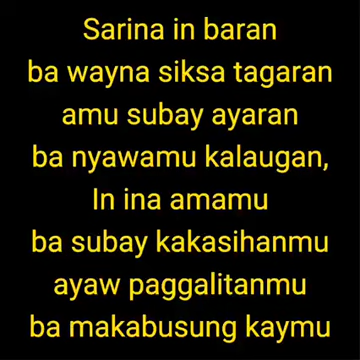 Sarina in baran
ba wayna siksa tagaran
amu subay ayaran
ba nyawamu kalaugan,
In ina amamu
ba subay kakasihanmu
ayaw paggalitanmu
ba makabusung kaymu